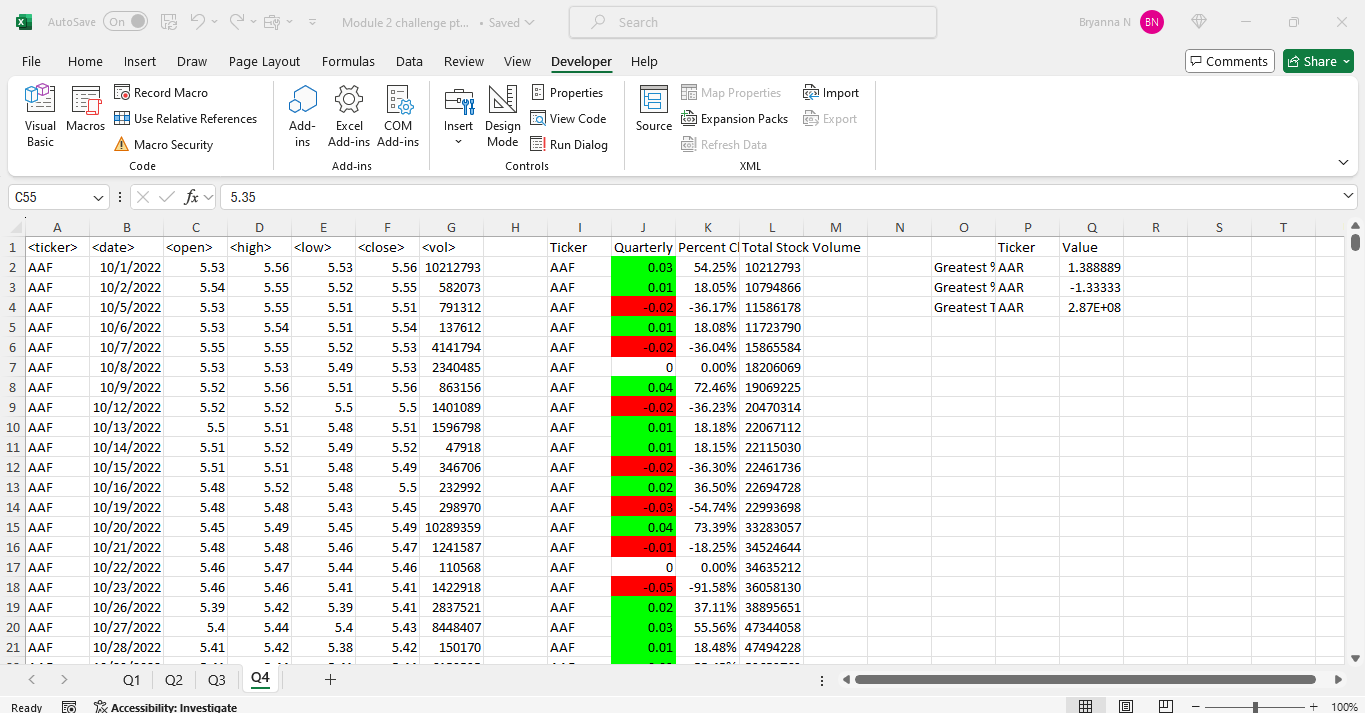 AutoSave On Module 2 challenge pt... • Saved Search Bryanna N BN
File Home Insert Draw Page Layout Formulas Data Review View Developer Help Comments Share
Visual Basic
Macros
Record Macro
Use Relative References
Macro Security
Code
Add-ins
Excel Add-ins
COM Add-ins
Add-ins
Insert
Design Mode
Properties
View Code
Run Dialog
Controls
Source
Map Properties
Expansion Packs
Refresh Data
Import
Export
XML
C55 fx 5.35
A B C D E F G H I J K L M N O P Q R S T
1 <ticker> <date> <open> <high> <low> <close> <vol> Ticker Quarterly Percent Cl Total Stock Volume Ticker Value
2 AAF 10/1/2022 5.53 5.56 5.53 5.56 10212793 AAF 0.03 54.25% 10212793 Greatest % AAR 1.388889
3 AAF 10/2/2022 5.54 5.55 5.52 5.55 582073 AAF 0.01 18.05% 10794866 Greatest % AAR -1.33333
4 AAF 10/5/2022 5.53 5.55 5.51 5.51 791312 AAF -0.02 -36.17% 11586178 Greatest T AAR 2.87E+08
5 AAF 10/6/2022 5.53 5.54 5.51 5.54 137612 AAF 0.01 18.08% 11723790
6 AAF 10/7/2022 5.55 5.55 5.52 5.53 4141794 AAF -0.02 -36.04% 15865584
7 AAF 10/8/2022 5.53 5.53 5.49 5.53 2340485 AAF 0 0.00% 18206069
8 AAF 10/9/2022 5.52 5.56 5.51 5.56 863156 AAF 0.04 72.46% 19069225
9 AAF 10/12/2022 5.52 5.52 5.5 5.5 1401089 AAF -0.02 -36.23% 20470314
10 AAF 10/13/2022 5.5 5.51 5.48 5.51 1596798 AAF 0.01 18.18% 22067112
11 AAF 10/14/2022 5.51 5.52 5.49 5.52 47918 AAF 0.01 18.15% 22115030
12 AAF 10/15/2022 5.51 5.51 5.48 5.49 346706 AAF -0.02 -36.30% 22461736
13 AAF 10/16/2022 5.48 5.52 5.48 5.5 232992 AAF 0.02 36.50% 22694728
14 AAF 10/19/2022 5.48 5.48 5.43 5.45 298970 AAF -0.03 -54.74% 22993698
15 AAF 10/20/2022 5.45 5.49 5.45 5.49 10289359 AAF 0.04 73.39% 33283057
16 AAF 10/21/2022 5.48 5.48 5.46 5.47 1241587 AAF -0.01 -18.25% 34524644
17 AAF 10/22/2022 5.46 5.47 5.44 5.46 110568 AAF 0 0.00% 34635212
18 AAF 10/23/2022 5.46 5.46 5.41 5.41 1422918 AAF -0.05 -91.58% 36058130
19 AAF 10/26/2022 5.39 5.42 5.39 5.41 2837521 AAF 0.02 37.11% 38895651
20 AAF 10/27/2022 5.4 5.44 5.4 5.43 8448407 AAF 0.03 55.56% 47344058
21 AAF 10/28/2022 5.41 5.42 5.38 5.42 150170 AAF 0.01 18.48% 47494228
Q1 Q2 Q3 Q4 +
Ready Accessibility: Investigate 100%